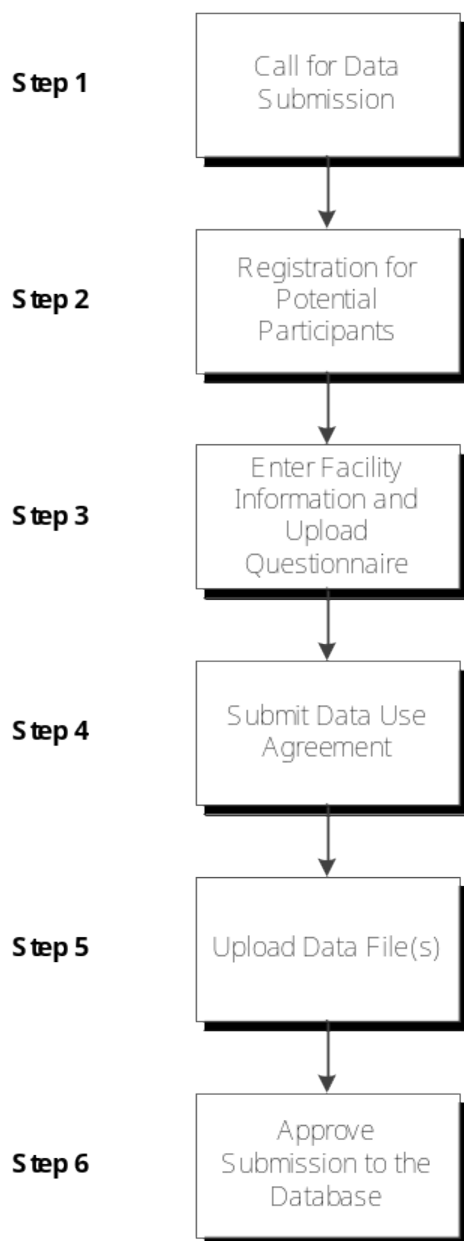 Step 1
Call for Data
Submission
Step 2
Registration for
Potential
Participants
Step 3
Enter Facility
Information and
Upload
Questionnaire
Step 4
Submit Data Use
Agreement
Step 5
Upload Data File(s)
Step 6
Approve
Submission to the
Database